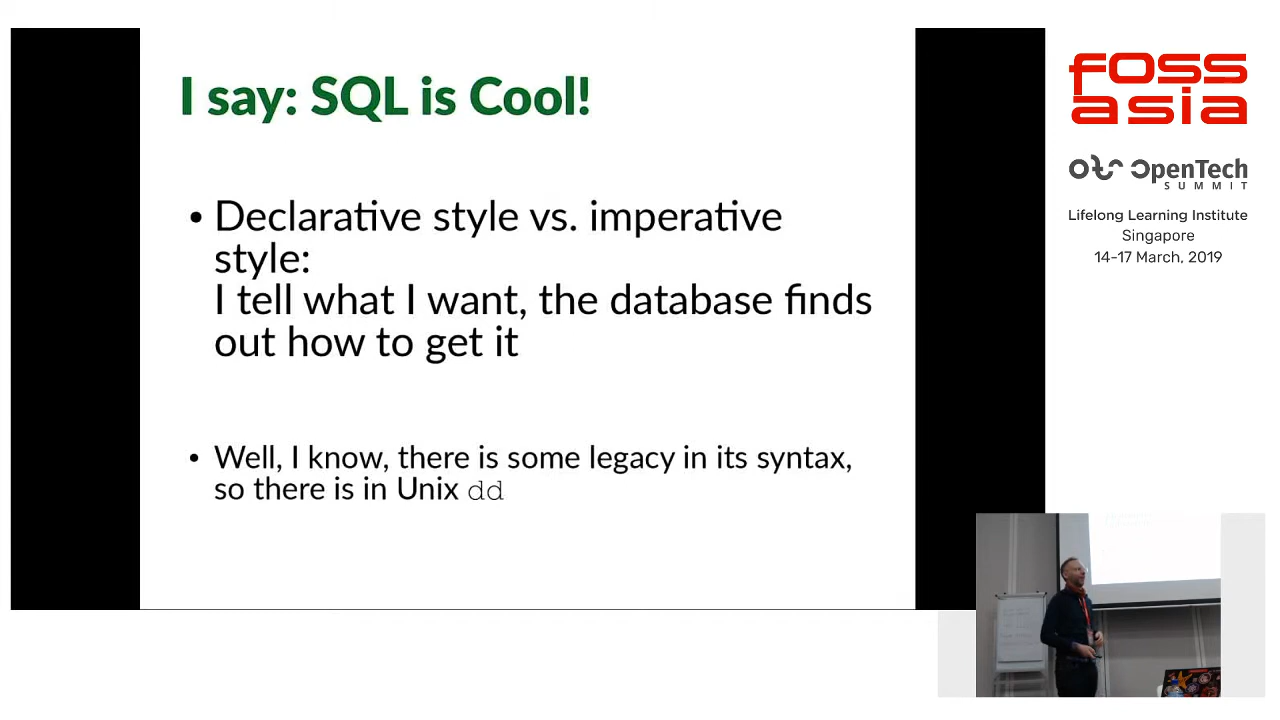 I say: SQL is Cool!
• Declarative style vs. imperative
style:
I tell what I want, the database finds
out how to get it
• Well, I know, there is some legacy in its syntax,
so there is in Unix dd
FOSS
asia
OTS OpenTech
SUMMIT
Lifelong Learning Institute
Singapore
14-17 March, 2019